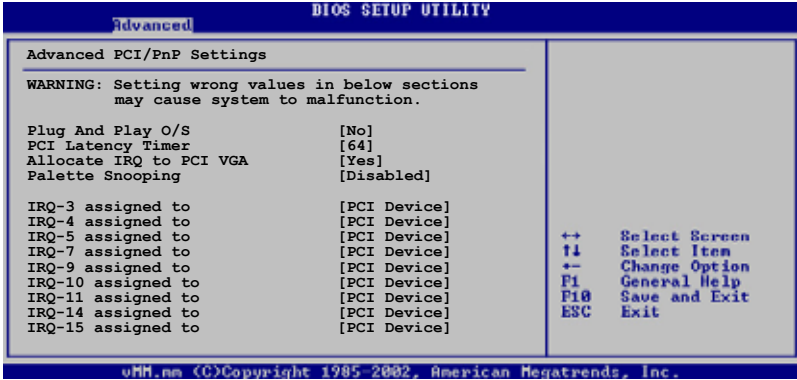 BIOS SETUP UTILITY
Advanced
Advanced PCI/PnP Settings
WARNING: Setting wrong values in below sections
may cause system to malfunction.
Plug And Play O/S [No]
PCI Latency Timer [64]
Allocate IRQ to PCI VGA [Yes]
Palette Snooping [Disabled]
IRQ-3 assigned to [PCI Device]
IRQ-4 assigned to [PCI Device]
IRQ-5 assigned to [PCI Device]
IRQ-7 assigned to [PCI Device]
IRQ-9 assigned to [PCI Device]
IRQ-10 assigned to [PCI Device]
IRQ-11 assigned to [PCI Device]
IRQ-14 assigned to [PCI Device]
IRQ-15 assigned to [PCI Device]
↔ Select Screen
↑↓ Select Item
+- Change Option
F1 General Help
F10 Save and Exit
ESC Exit
vMM.mm (C)Copyright 1985-2002, American Megatrends, Inc.